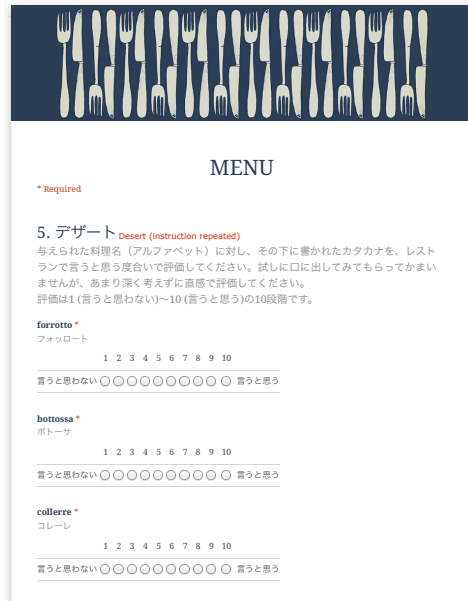 MENU
* Required
5. デザート Desert (instruction repeated)
与えられた料理名（アルファベット）に対し、その下に書かれたカタカナを、レスト
ランで言うと思う度合いで評価してください。試しに口に出してみてもらってかまい
ませんが、あまり深く考えずに直感で評価してください。
評価は1 (言うと思わない)〜10 (言うと思う)の10段階です。
forrotto *
フォッロート
1 2 3 4 5 6 7 8 9 10
言うと思わない 言うと思う
bottossa *
ボトーサ
1 2 3 4 5 6 7 8 9 10
言うと思わない 言うと思う
collerre *
コレーレ
1 2 3 4 5 6 7 8 9 10
言うと思わない 言うと思う